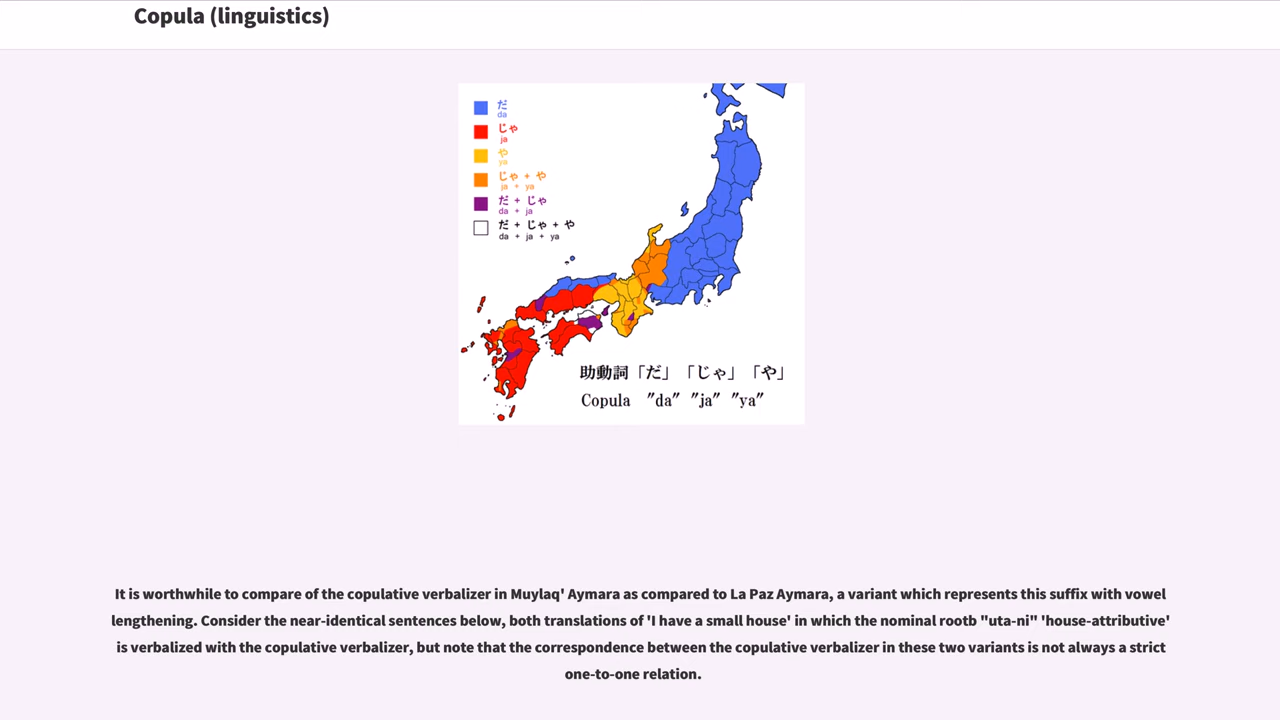 Copula (linguistics)
だ
da
じゃ
ja
や
ya
じゃ + や
ja + ya
だ + じゃ
da + ja
だ + じゃ + や
da + ja + ya
助動詞「だ」「じゃ」「や」
Copula "da" "ja" "ya"
It is worthwhile to compare of the copulative verbalizer in Muylaq' Aymara as compared to La Paz Aymara, a variant which represents this suffix with vowel
lengthening. Consider the near-identical sentences below, both translations of 'I have a small house' in which the nominal rootb "uta-ni" 'house-attributive'
is verbalized with the copulative verbalizer, but note that the correspondence between the copulative verbalizer in these two variants is not always a strict
one-to-one relation.